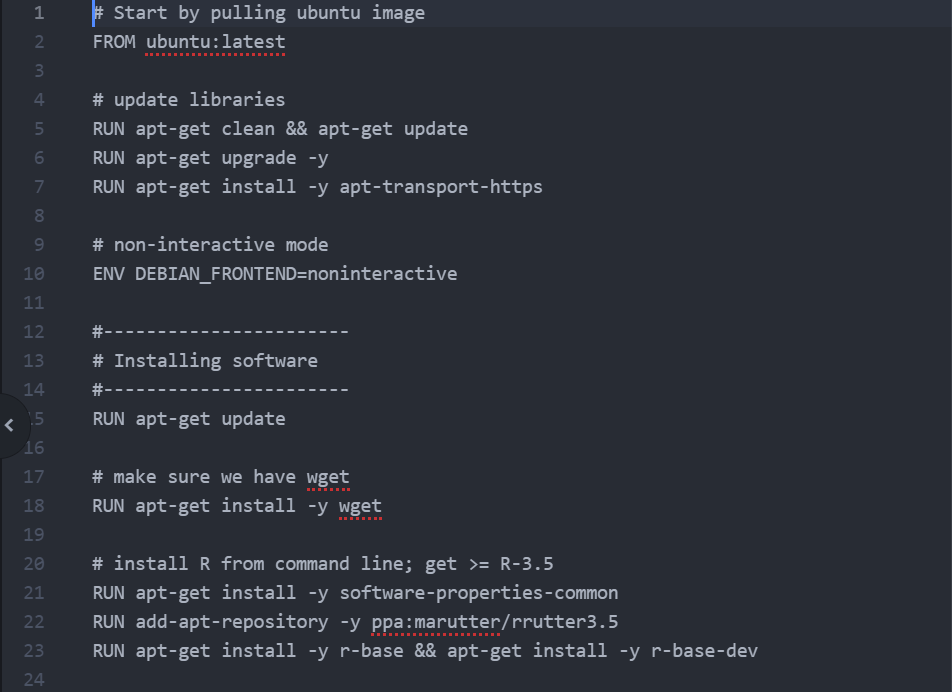 1 # Start by pulling ubuntu image
2 FROM ubuntu:latest
3
4 # update libraries
5 RUN apt-get clean && apt-get update
6 RUN apt-get upgrade -y
7 RUN apt-get install -y apt-transport-https
8
9 # non-interactive mode
10 ENV DEBIAN_FRONTEND=noninteractive
11
12 #-----------------------
13 # Installing software
14 #-----------------------
15 RUN apt-get update
16
17 # make sure we have wget
18 RUN apt-get install -y wget
19
20 # install R from command line; get >= R-3.5
21 RUN apt-get install -y software-properties-common
22 RUN add-apt-repository -y ppa:marutter/rrutter3.5
23 RUN apt-get install -y r-base && apt-get install -y r-base-dev
24